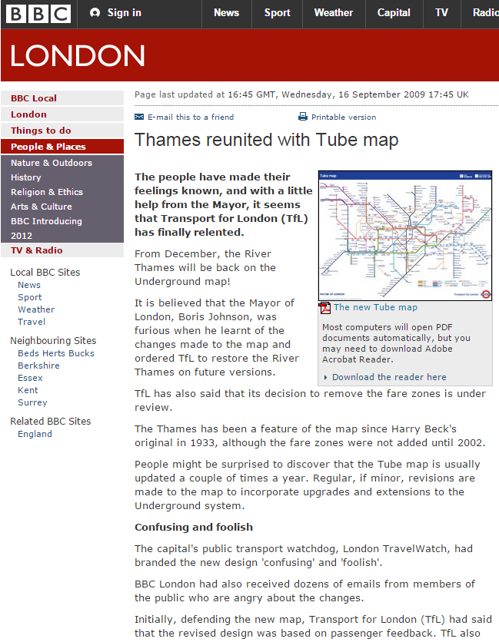 BBC Sign in News Sport Weather Capital TV Radio
LONDON
Page last updated at 16:45 GMT, Wednesday, 16 September 2009 17:45 UK
E-mail this to a friend Printable version
BBC Local
London
Things to do
People & Places
Nature & Outdoors
History
Religion & Ethics
Arts & Culture
BBC Introducing
2012
TV & Radio
Local BBC Sites
News
Sport
Weather
Travel
Neighbouring Sites
Beds Herts Bucks
Berkshire
Essex
Kent
Surrey
Related BBC Sites
England
Thames reunited with Tube map
The people have made their
feelings known, and with a little
help from the Mayor, it seems
that Transport for London (TfL)
has finally relented.
From December, the River
Thames will be back on the
Underground map!
It is believed that the Mayor of
London, Boris Johnson, was
furious when he learnt of the
changes made to the map and
ordered TfL to restore the River
Thames on future versions.
Tube map
The new Tube map
Most computers will open PDF
documents automatically, but you
may need to download Adobe
Acrobat Reader.
Download the reader here
TfL has also said that its decision to remove the fare zones is under
review.
The Thames has been a feature of the map since Harry Beck's
original in 1933, although the fare zones were not added until 2002.
People might be surprised to discover that the Tube map is usually
updated a couple of times a year. Regular, if minor, revisions are
made to the map to incorporate upgrades and extensions to the
Underground system.
Confusing and foolish
The capital's public transport watchdog, London TravelWatch, had
branded the new design 'confusing' and 'foolish'.
BBC London had also received dozens of emails from members of
the public who are angry about the changes.
Initially, defending the new map, Transport for London (TfL) had said
that the revised design was based on passenger feedback. TfL also